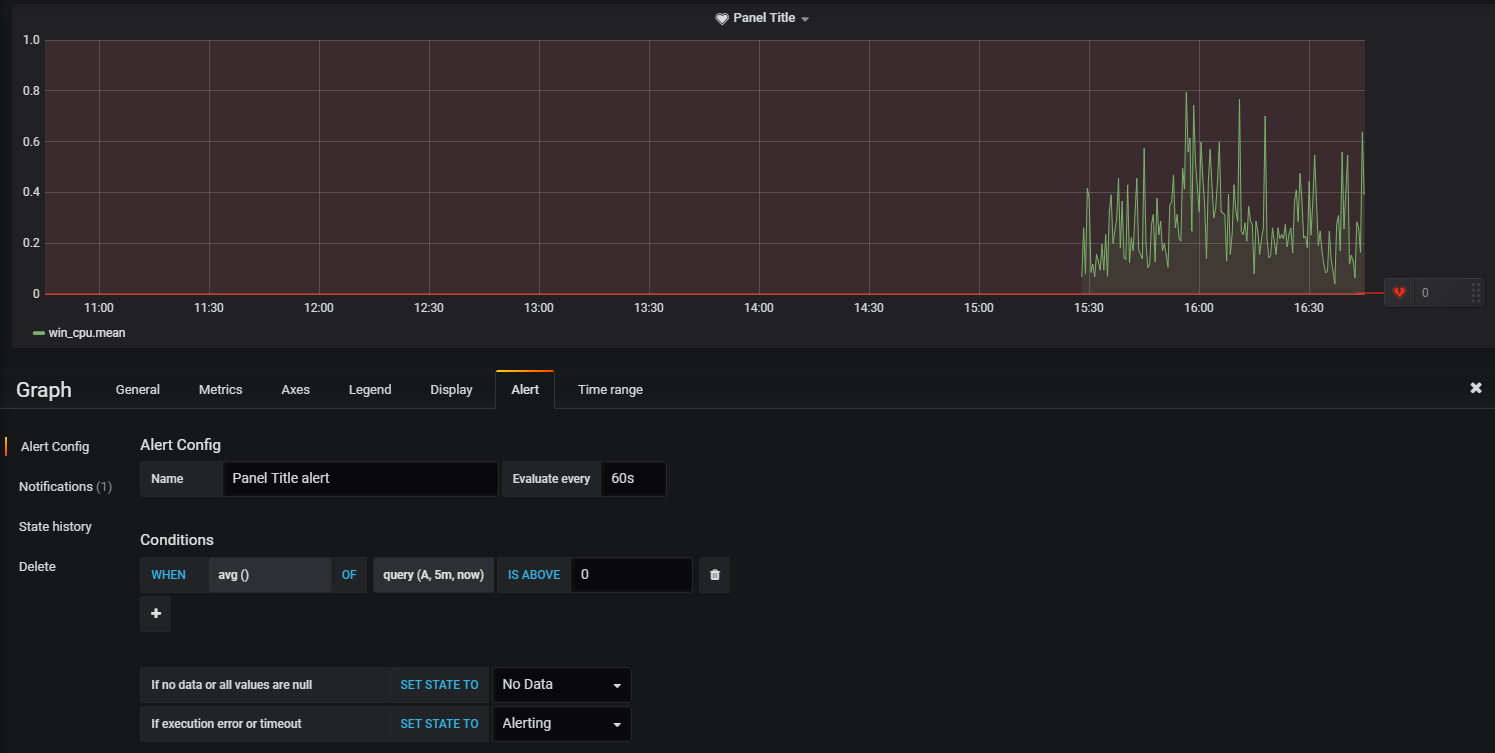 Panel Title
1.0
0.8
0.6
0.4
0.2
0
0
11:00 11:30 12:00 12:30 13:00 13:30 14:00 14:30 15:00 15:30 16:00 16:30
win_cpu.mean
Graph General Metrics Axes Legend Display Alert Time range
Alert Config
Notifications (1)
State history
Delete
Alert Config
Name Panel Title alert Evaluate every 60s
Conditions
WHEN avg () OF query (A, 5m, now) IS ABOVE 0
If no data or all values are null SET STATE TO No Data
If execution error or timeout SET STATE TO Alerting